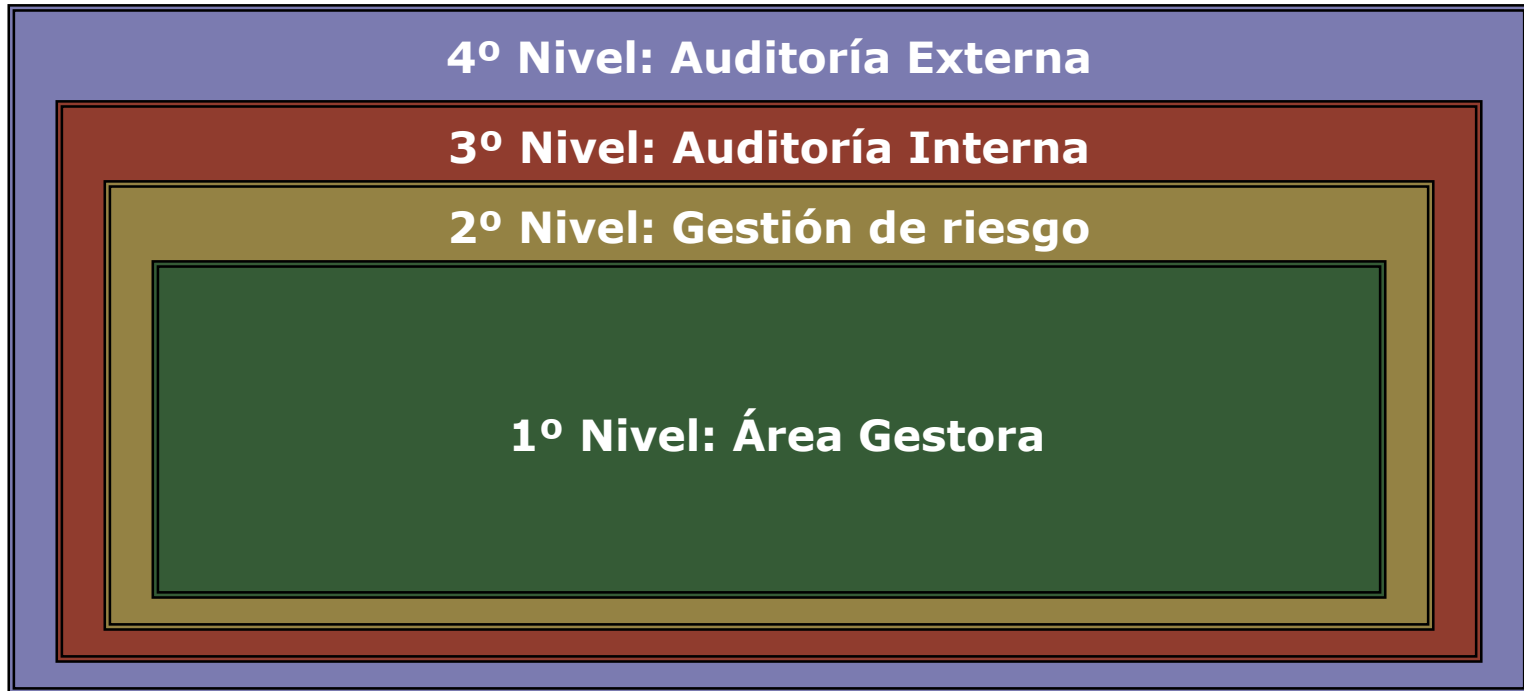 4º Nivel: Auditoría Externa
3º Nivel: Auditoría Interna
2º Nivel: Gestión de riesgo
1º Nivel: Área Gestora